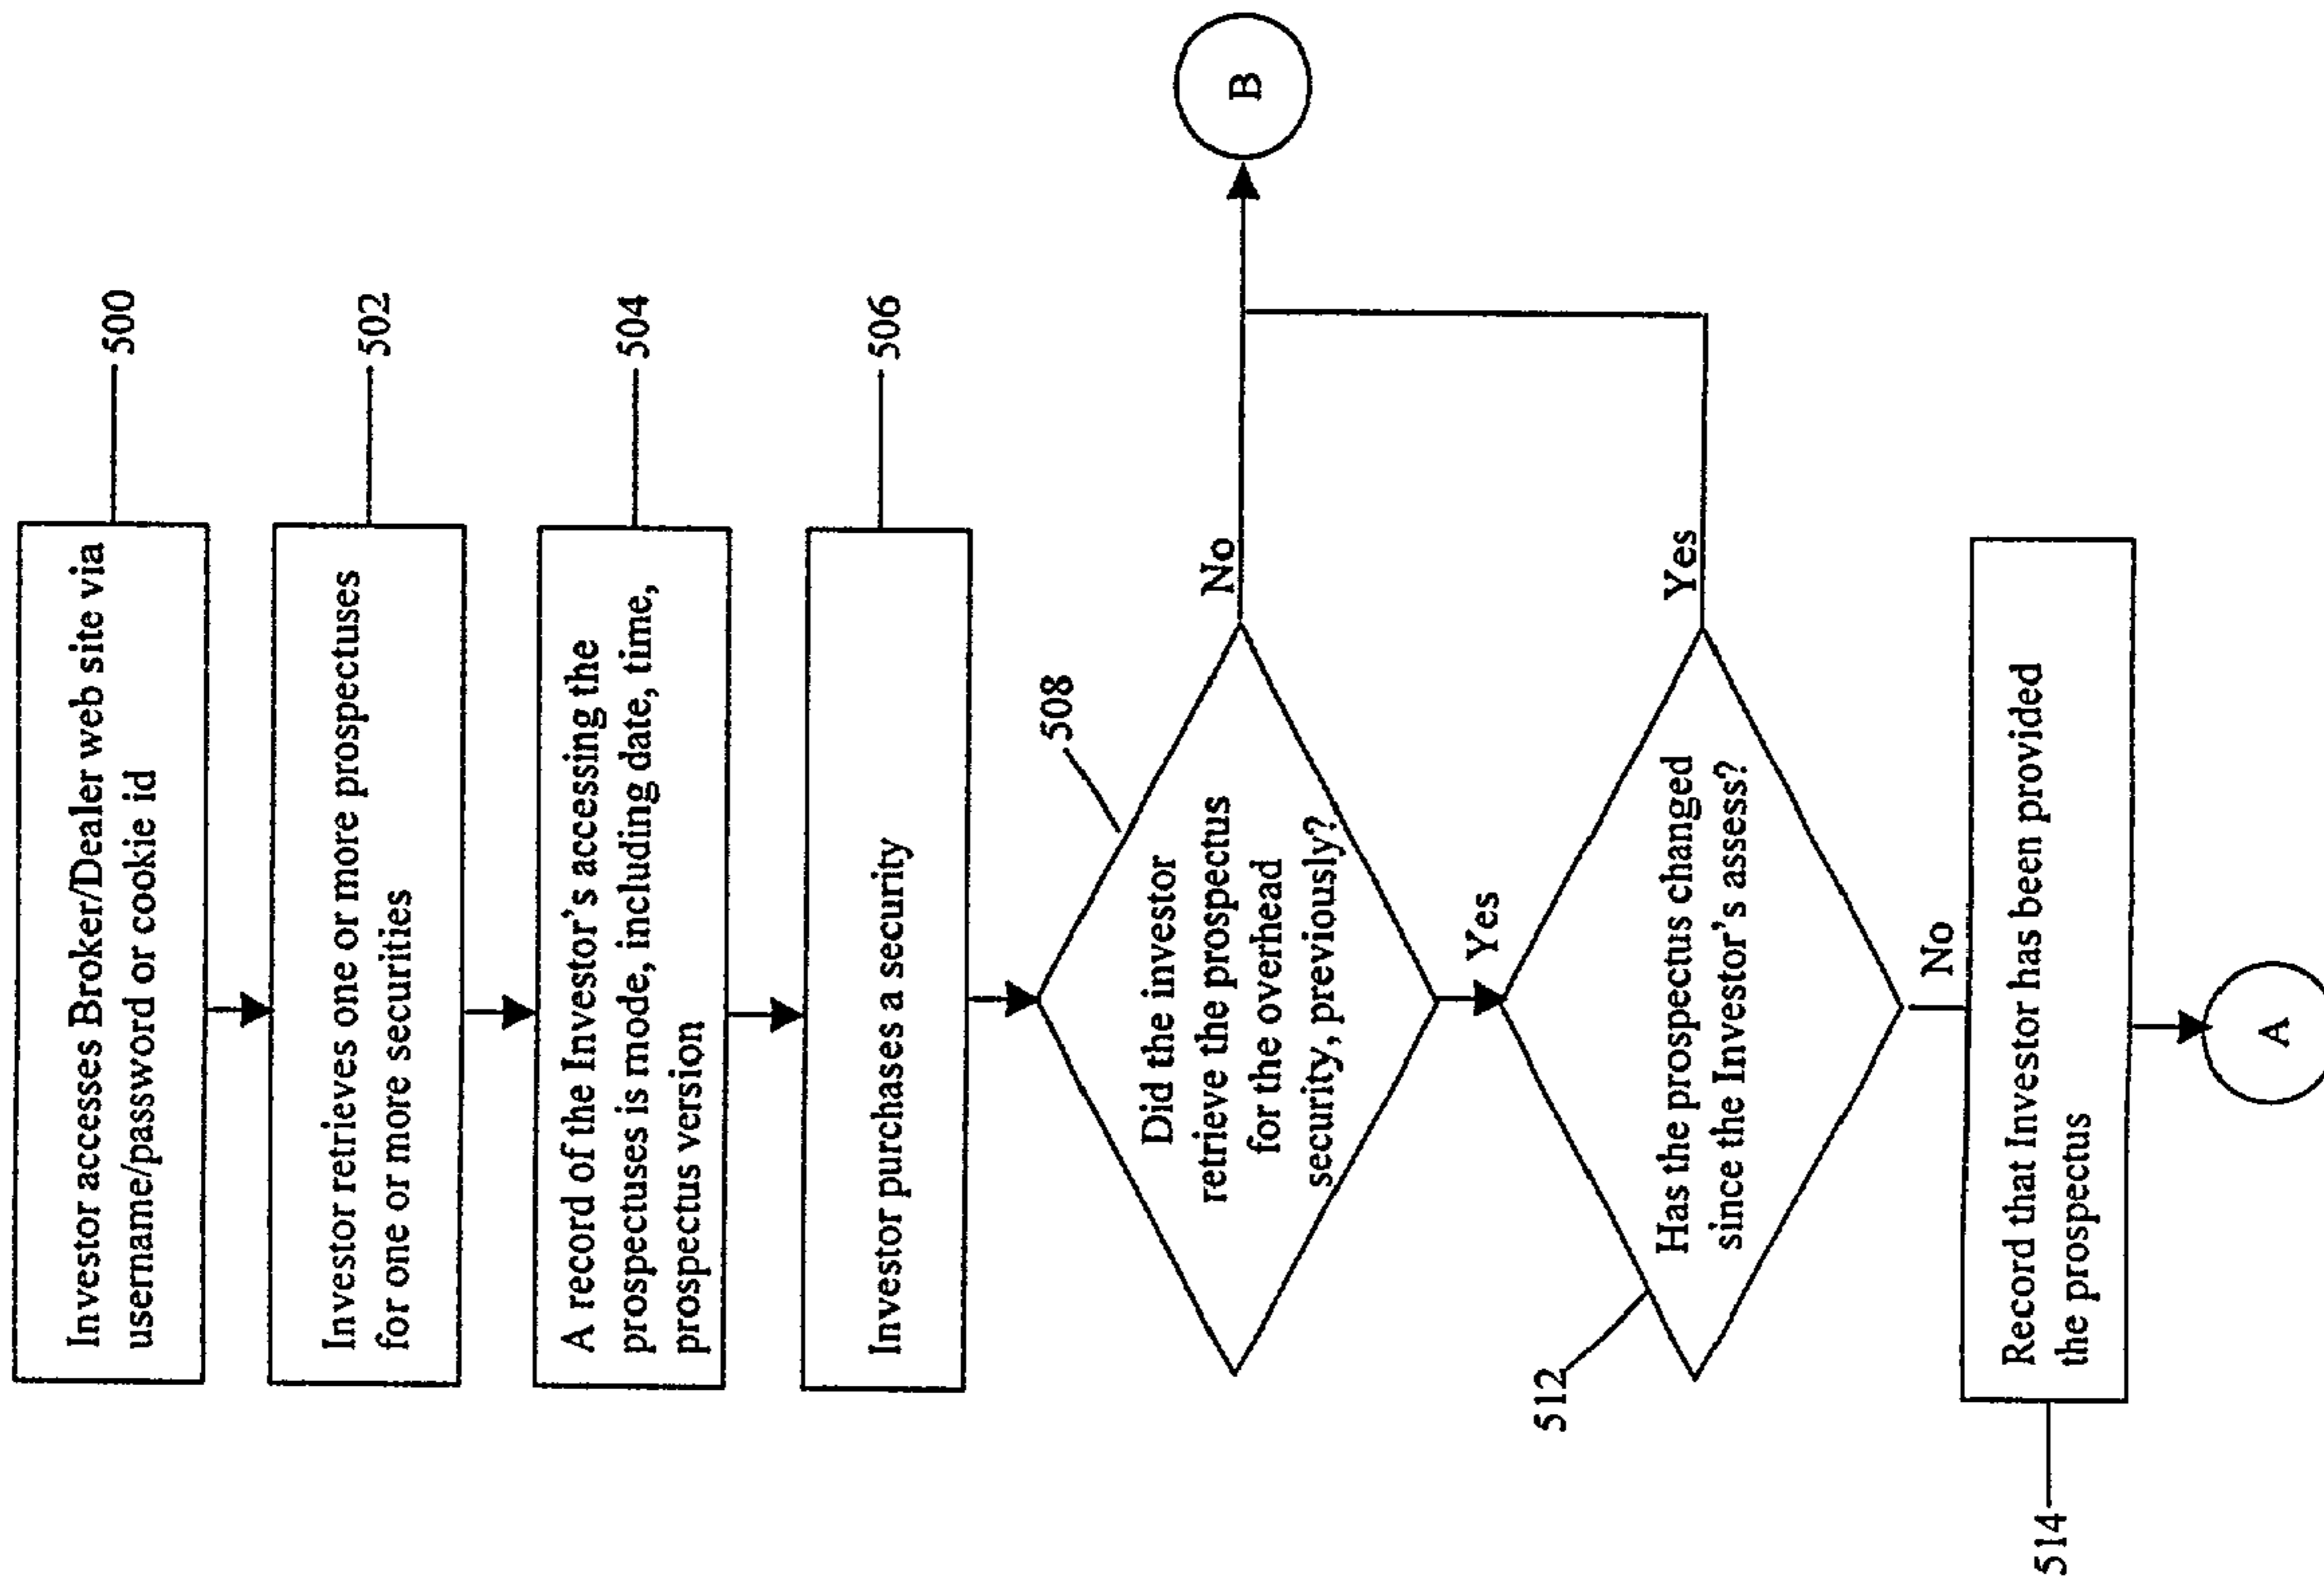 Investor accesses Broker/Dealer web site via
username/password or cookie id
500
Investor retrieves one or more prospectuses
for one or more securities
502
A record of the Investor's accessing the
prospectuses is mode, including date, time,
prospectus version
504
Investor purchases a security
506
508
Did the investor
retrieve the prospectus
for the overhead
security, previously?
No
B
Yes
512
Has the prospectus changed
since the Investor's assess?
Yes
No
514
Record that Investor has been provided
the prospectus
A